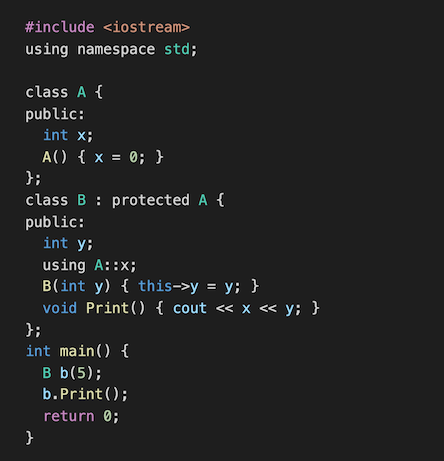 #include <iostream>
using namespace std;

class A {
public:
  int x;
  A() { x = 0; }
};
class B : protected A {
public:
  int y;
  using A::x;
  B(int y) { this->y = y; }
  void Print() { cout << x << y; }
};
int main() {
  B b(5);
  b.Print();
  return 0;
}